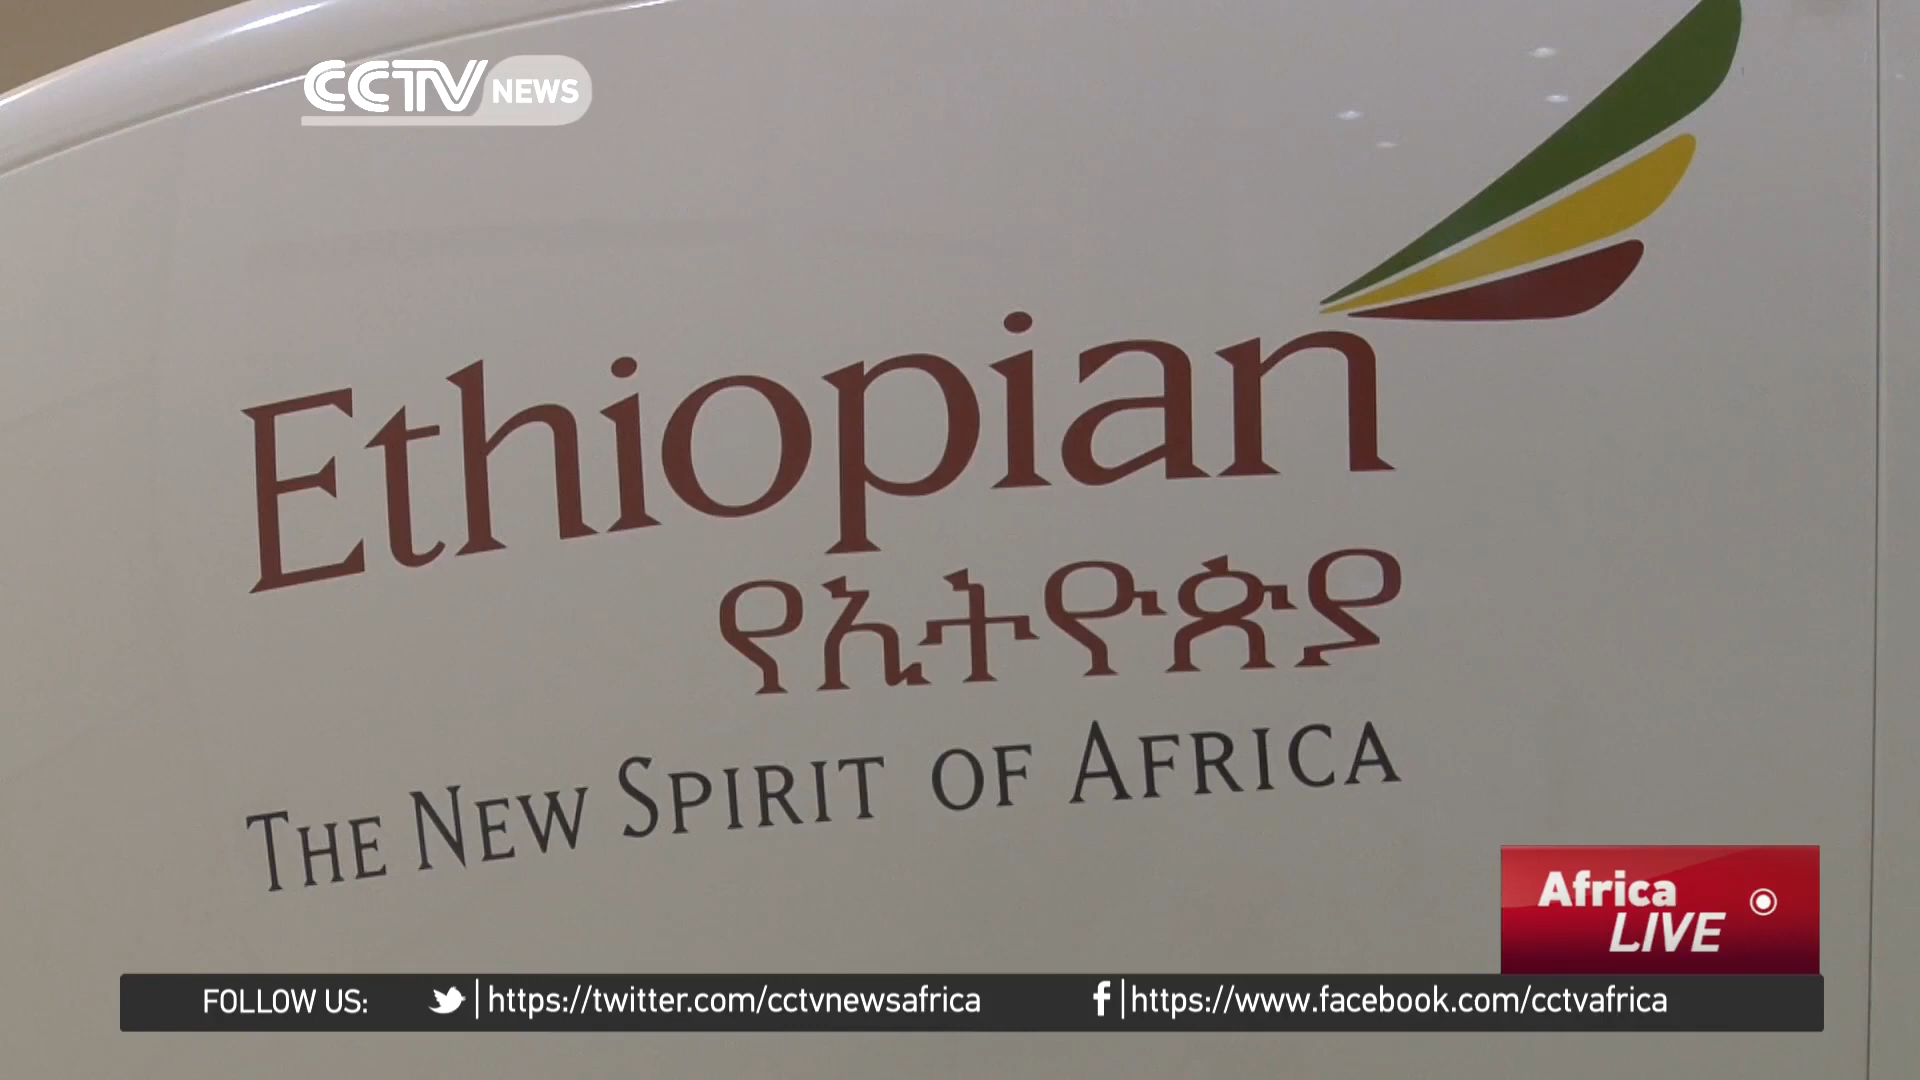 CCTV NEWS
Ethiopian
የኢትዮጵያ
THE NEW SPIRIT OF AFRICA
Africa
LIVE
FOLLOW US: https://twitter.com/cctvnewsafrica https://www.facebook.com/cctvafrica